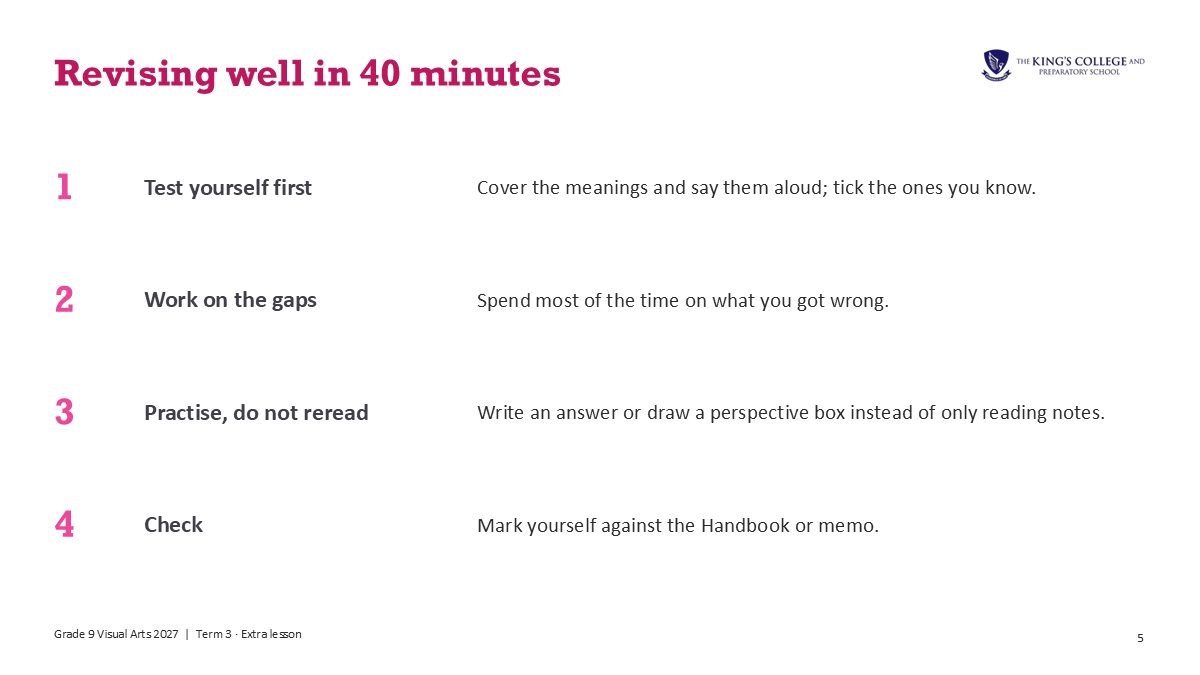 Revising well in 40 minutes
THE KING'S COLLEGE AND
PREPARATORY SCHOOL
1
Test yourself first
Cover the meanings and say them aloud; tick the ones you know.
2
Work on the gaps
Spend most of the time on what you got wrong.
3
Practise, do not reread
Write an answer or draw a perspective box instead of only reading notes.
4
Check
Mark yourself against the Handbook or memo.
Grade 9 Visual Arts 2027 | Term 3 · Extra lesson
5